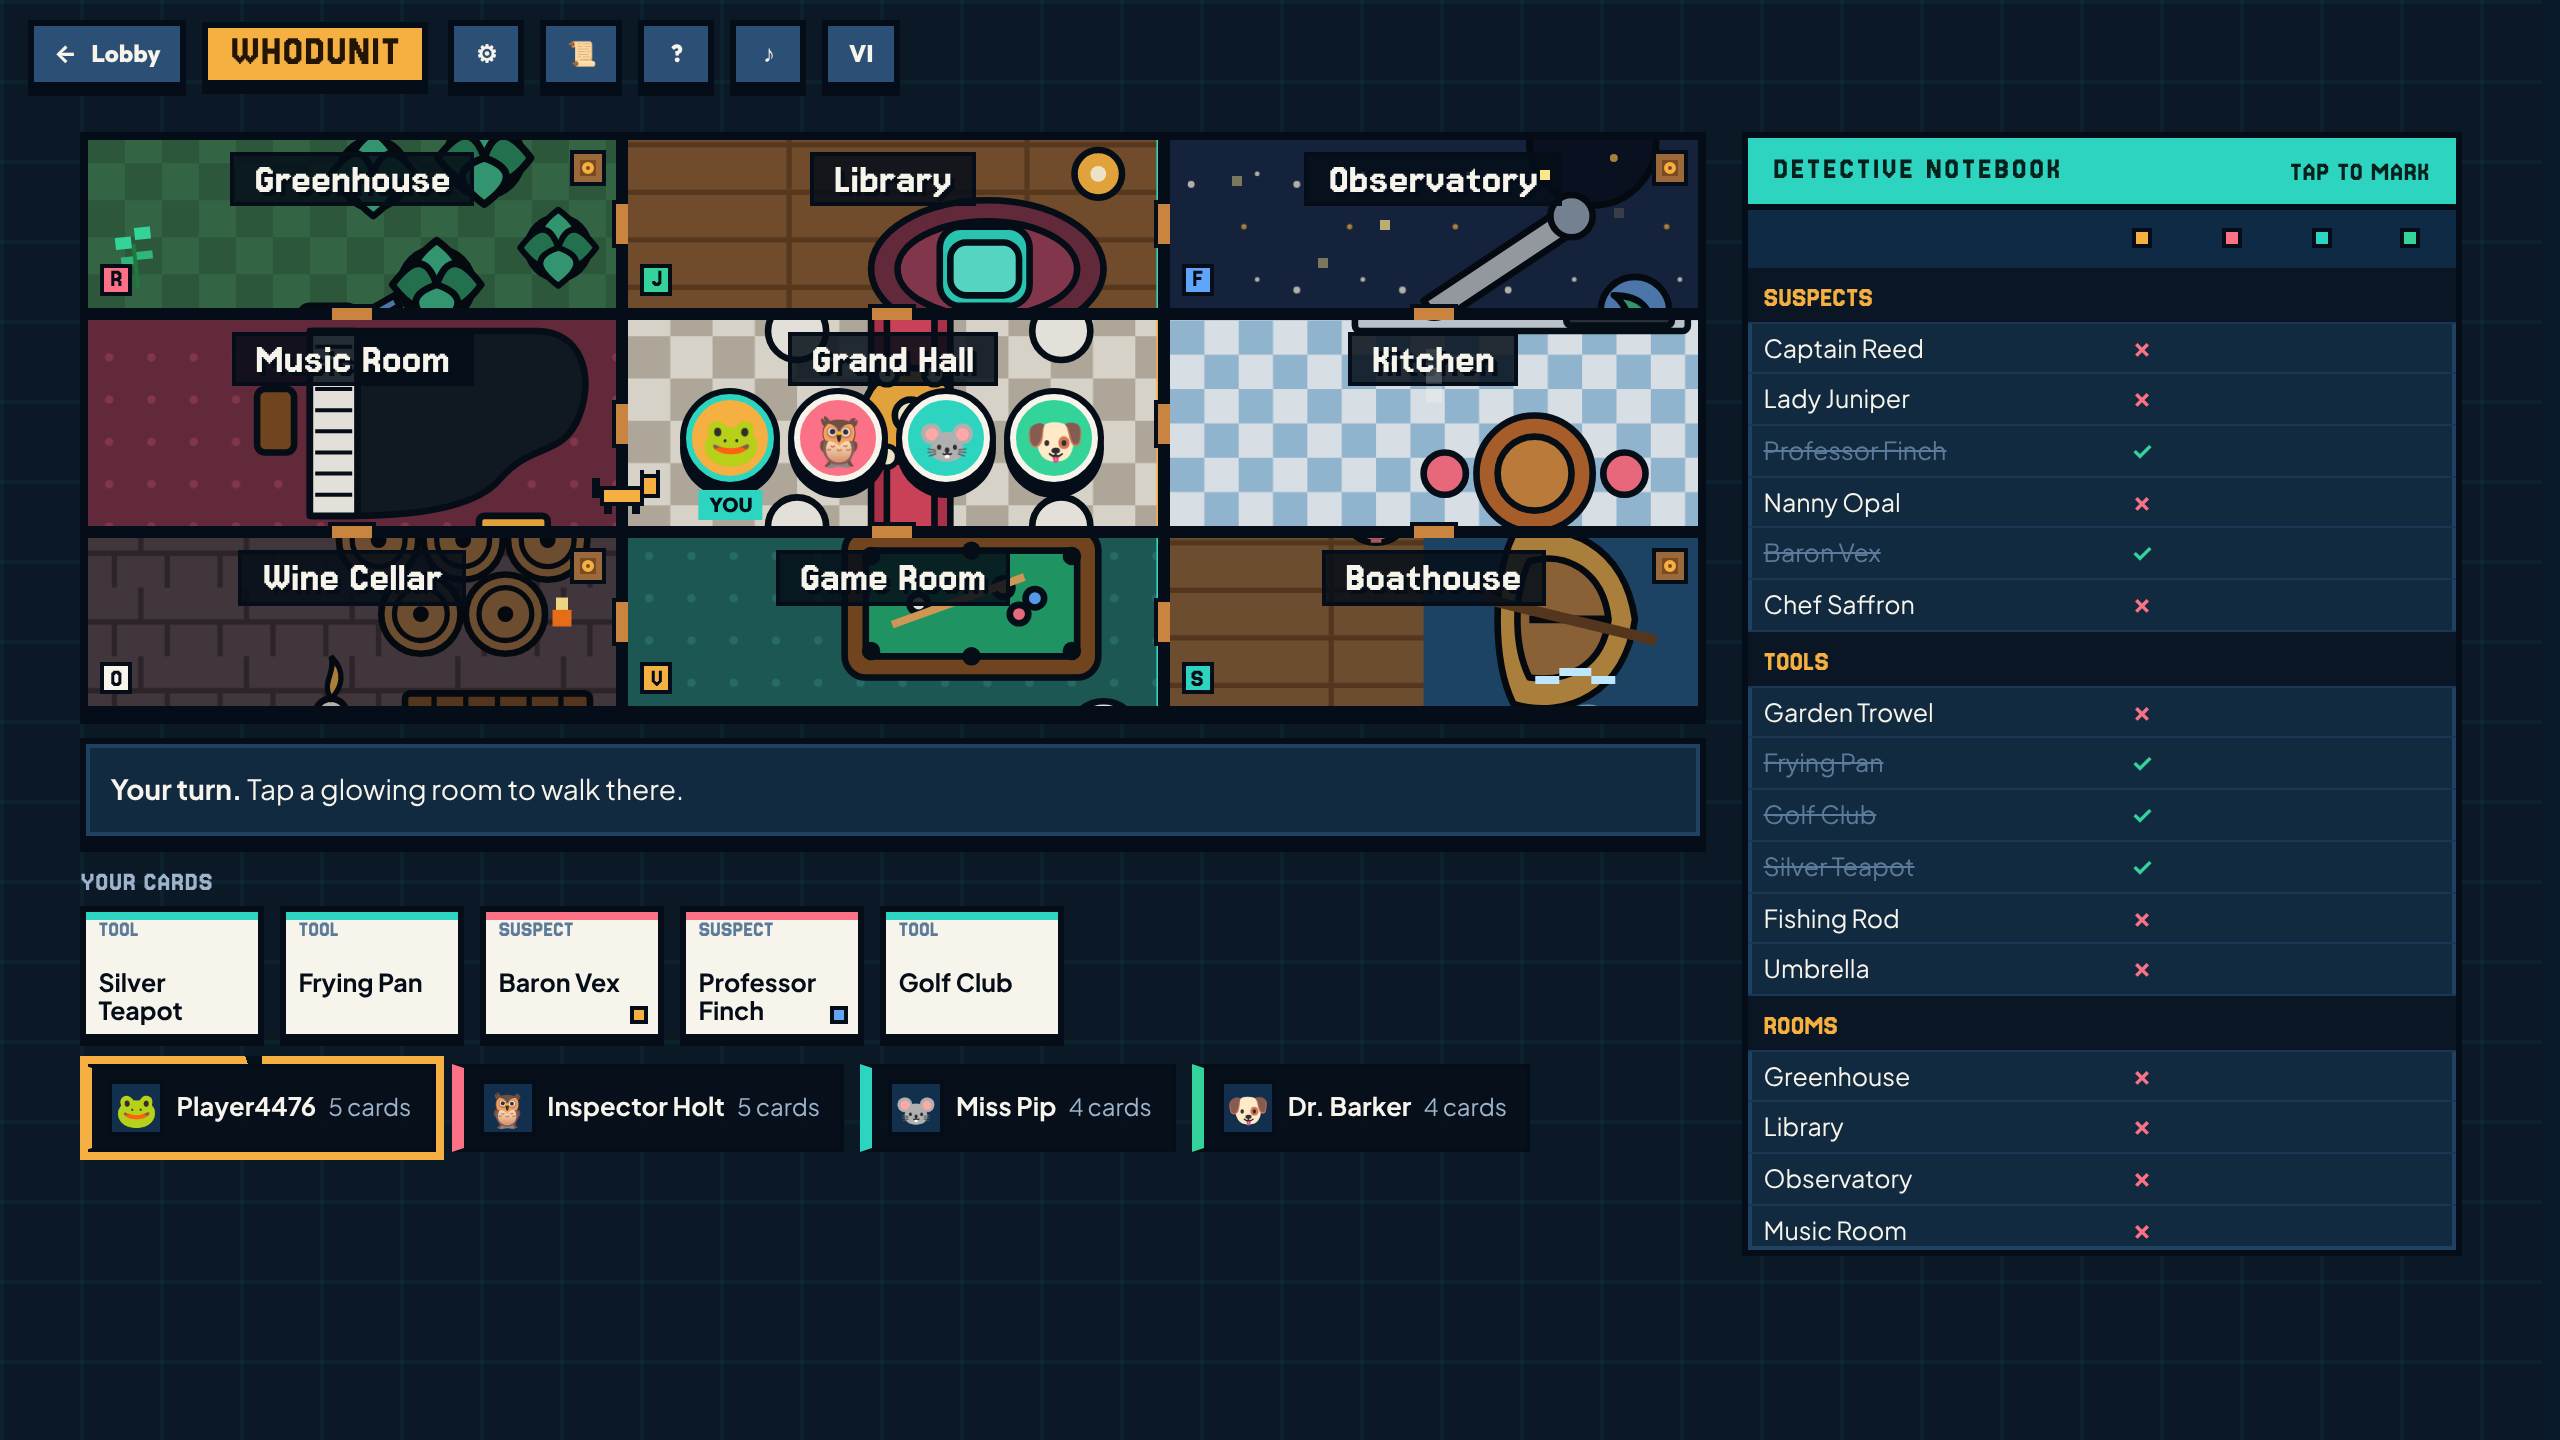 ← Lobby
WHODUNIT
?
♪
VI
Greenhouse
Library
Observatory
R
J
F
Music Room
Grand Hall
Kitchen
YOU
Wine Cellar
Game Room
Boathouse
O
V
S
Your turn. Tap a glowing room to walk there.
YOUR CARDS
TOOL
Silver
Teapot
TOOL
Frying Pan
SUSPECT
Baron Vex
SUSPECT
Professor
Finch
TOOL
Golf Club
Player4476 5 cards
Inspector Holt 5 cards
Miss Pip 4 cards
Dr. Barker 4 cards
DETECTIVE NOTEBOOK
TAP TO MARK
SUSPECTS
Captain Reed
Lady Juniper
Professor Finch
Nanny Opal
Baron Vex
Chef Saffron
TOOLS
Garden Trowel
Frying Pan
Golf Club
Silver Teapot
Fishing Rod
Umbrella
ROOMS
Greenhouse
Library
Observatory
Music Room